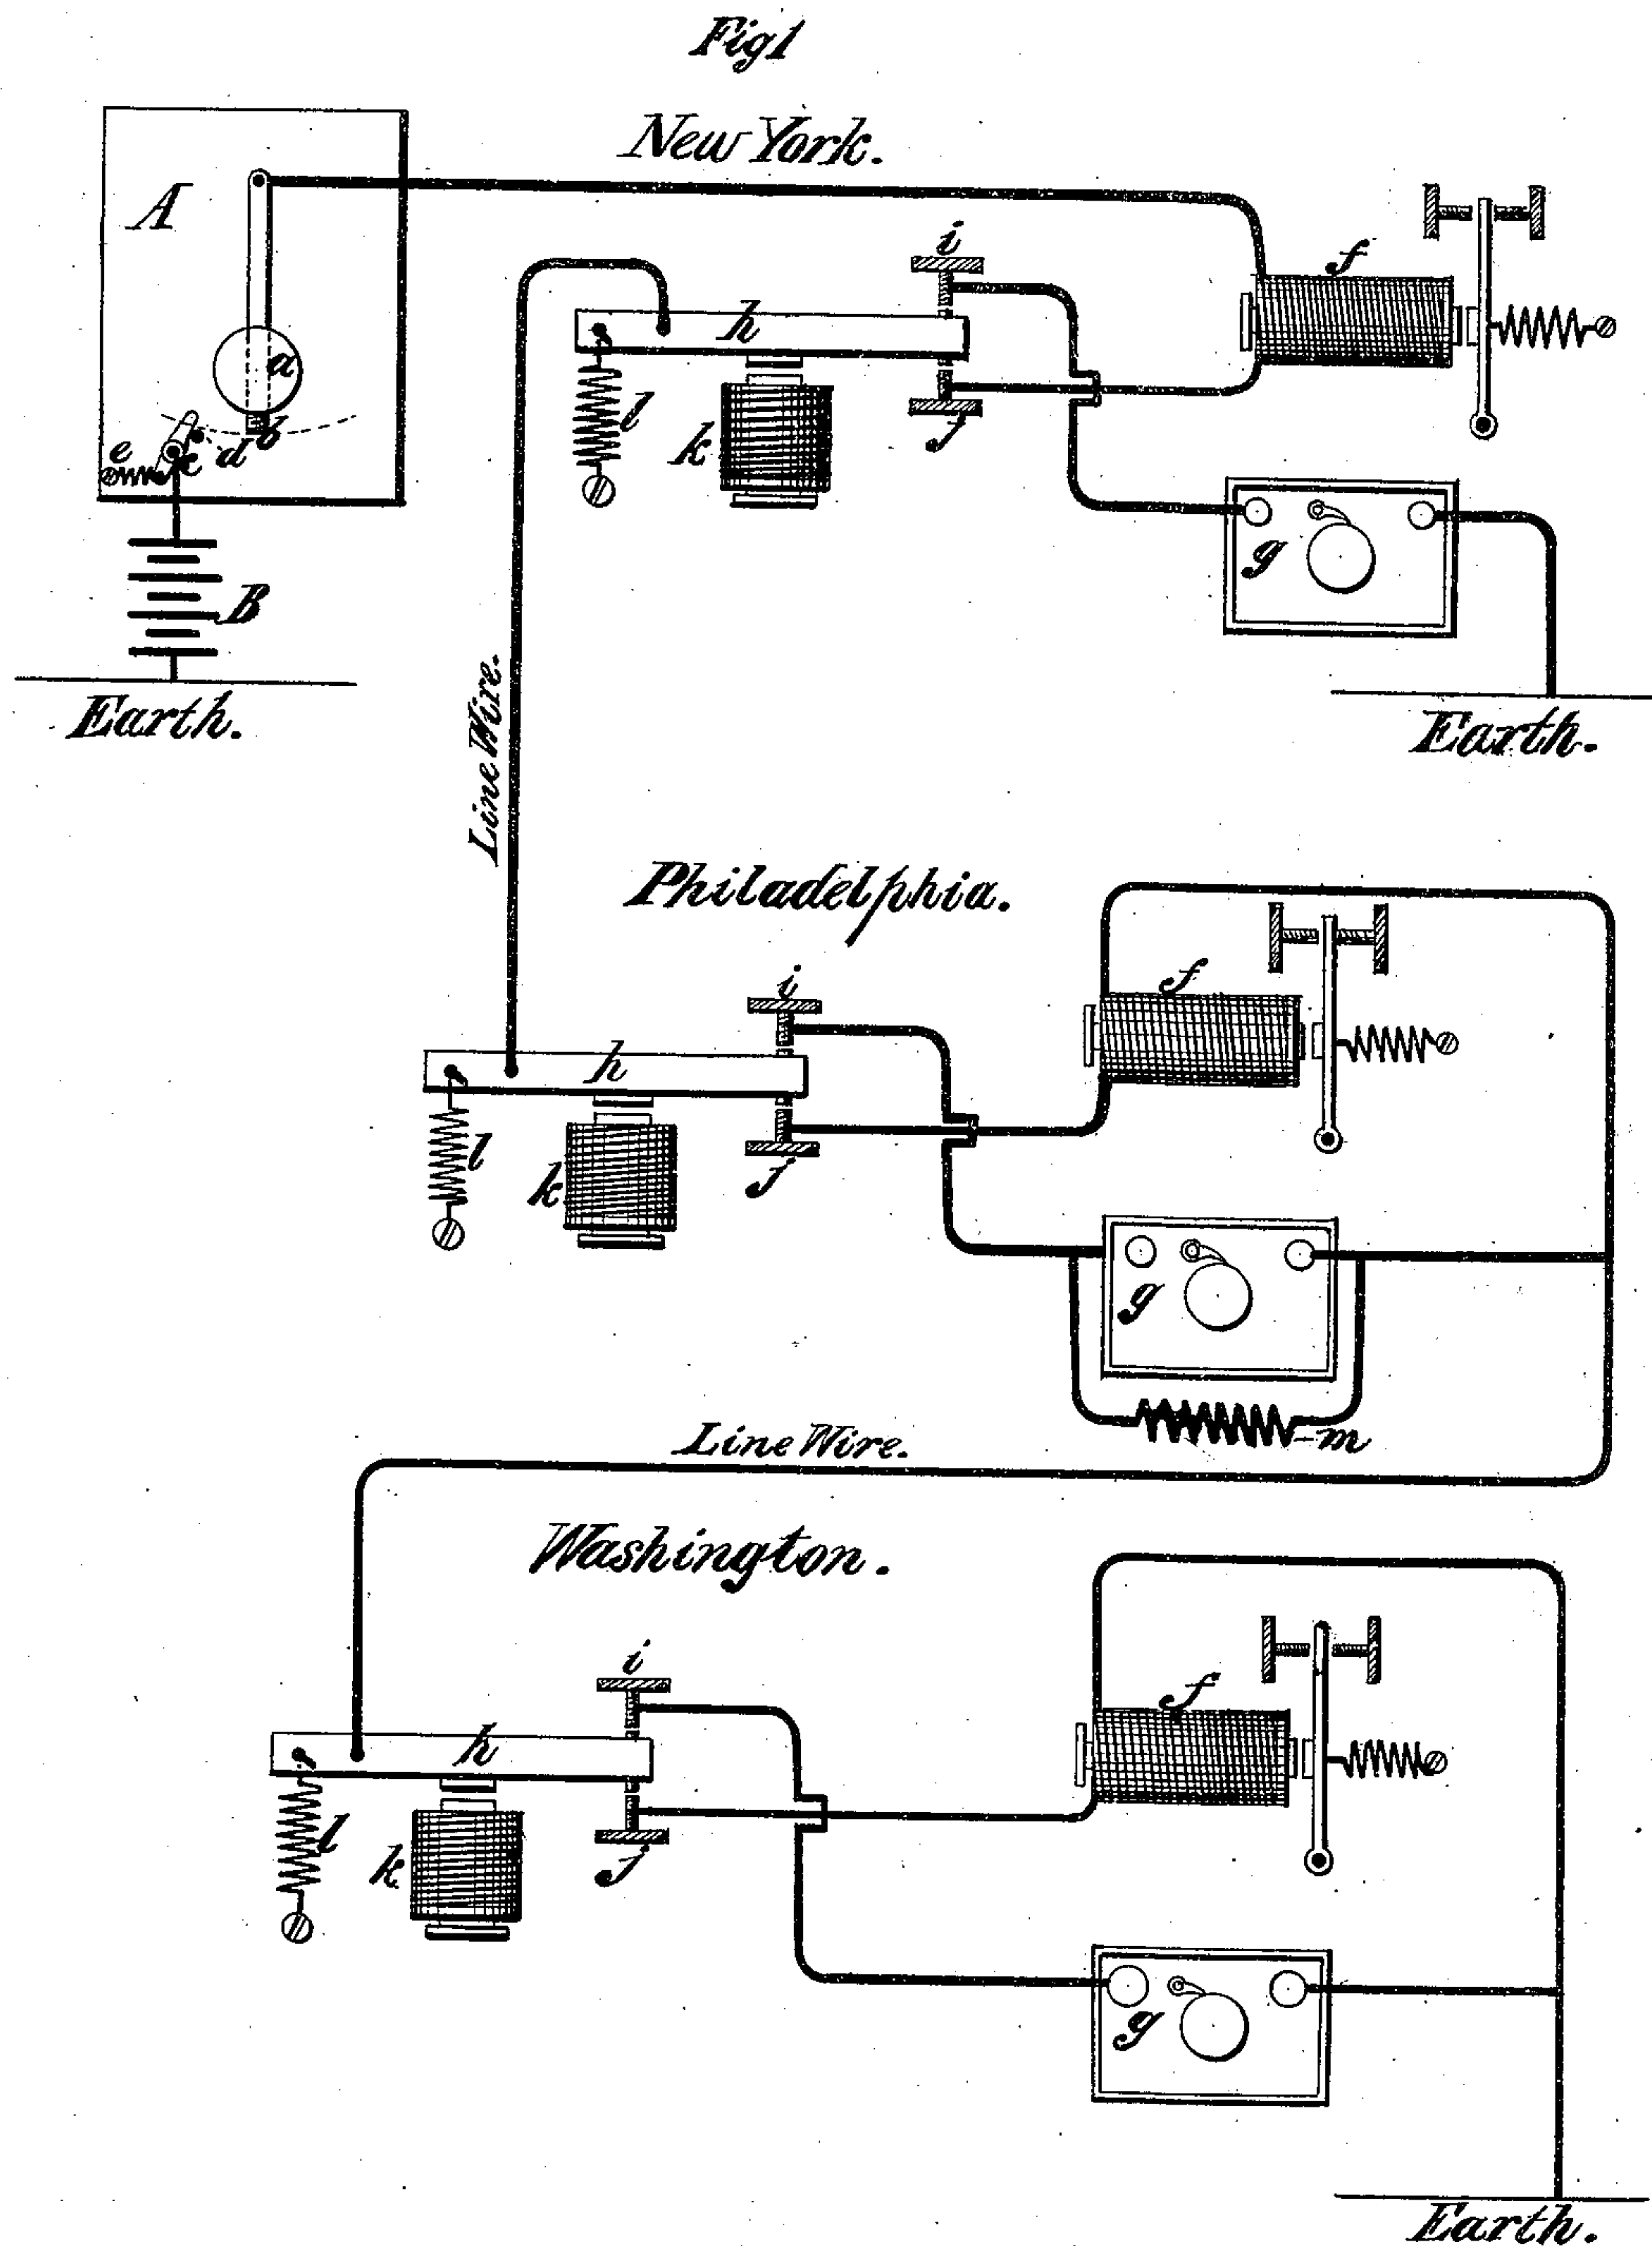 Fig1
New York.
A
i
f
h
a
l
k
j
b
e
c
d
g
B
Earth.
Earth.
Line Wire.
Philadelphia.
i
f
h
l
k
j
g
m
Line Wire.
Washington.
i
f
h
l
k
j
g
Earth.